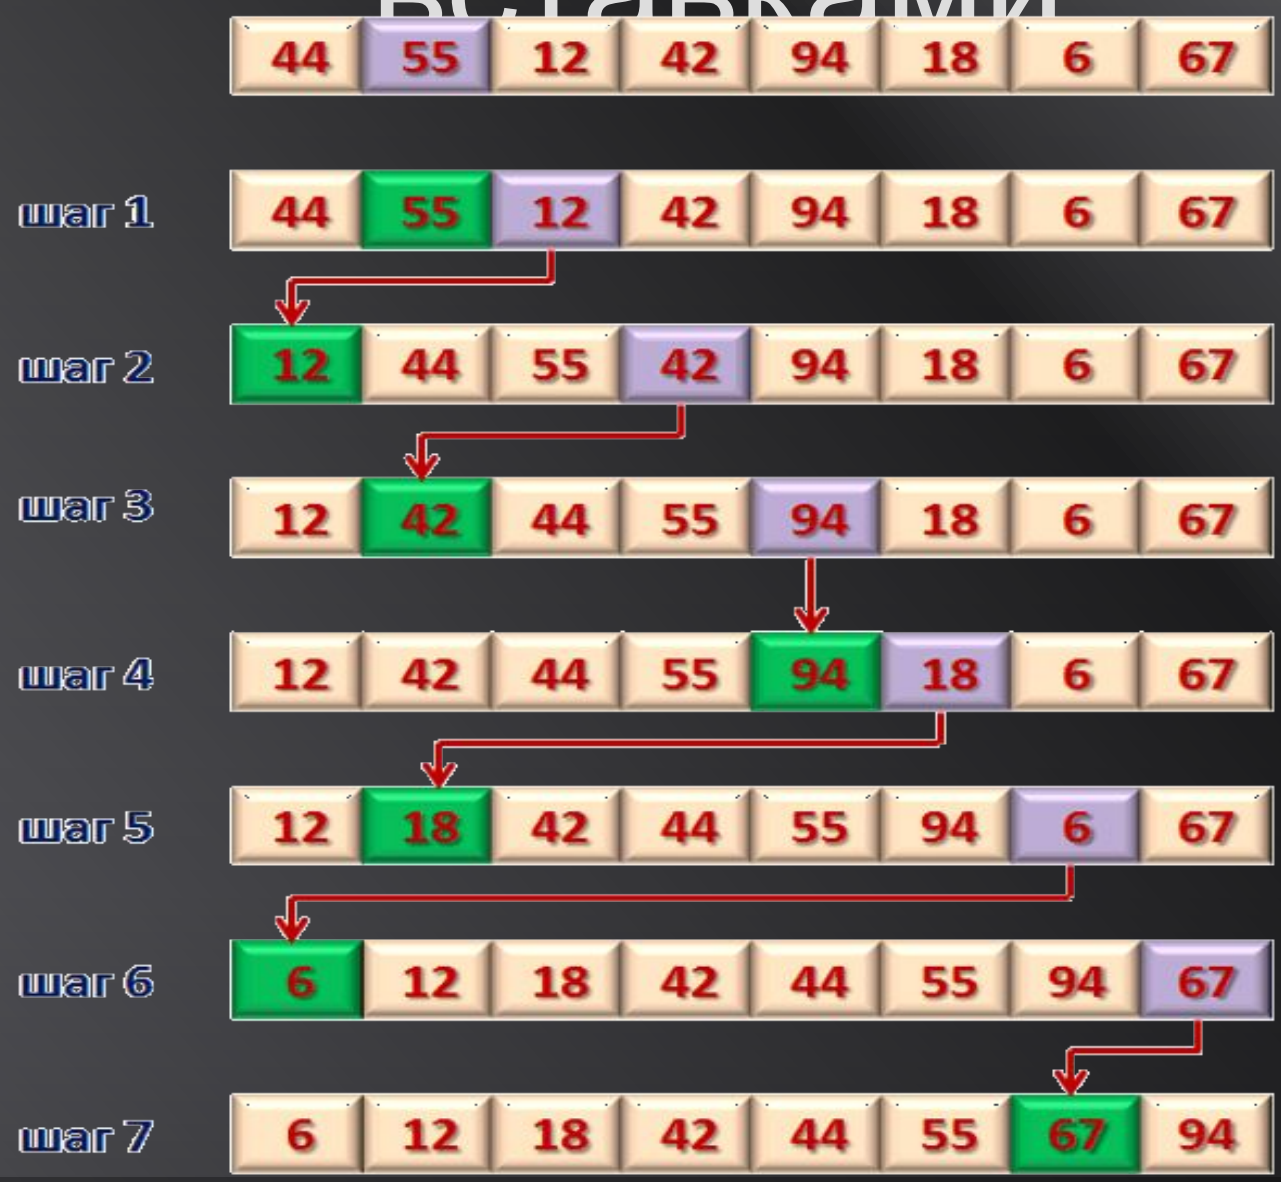 вставками
44 55 12 42 94 18 6 67
шаг 1 44 55 12 42 94 18 6 67
шаг 2 12 44 55 42 94 18 6 67
шаг 3 12 42 44 55 94 18 6 67
шаг 4 12 42 44 55 94 18 6 67
шаг 5 12 18 42 44 55 94 6 67
шаг 6 6 12 18 42 44 55 94 67
шаг 7 6 12 18 42 44 55 67 94